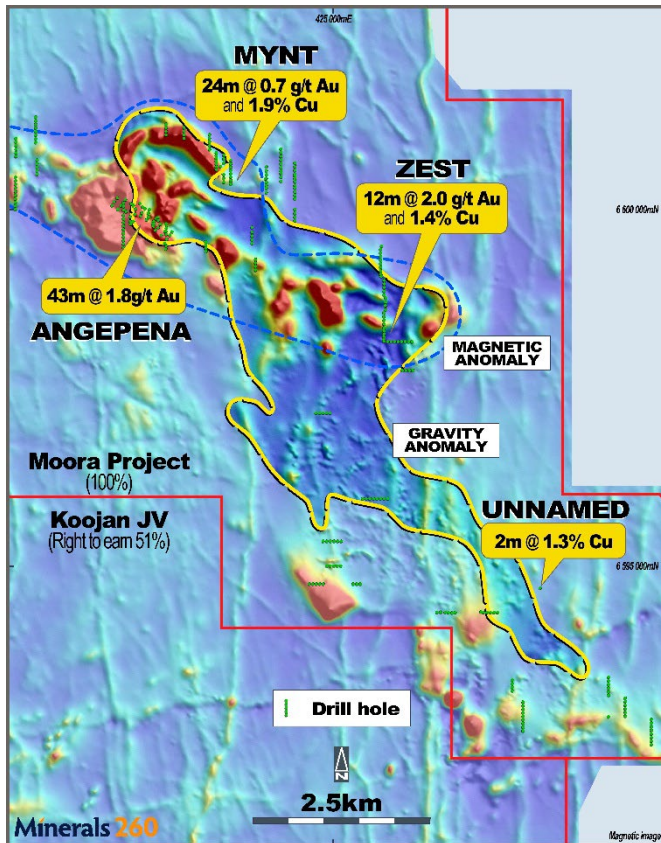 425 000mE
MYNT
24m @ 0.7 g/t Au
and 1.9% Cu
ZEST
12m @ 2.0 g/t Au
and 1.4% Cu
6 600 000mN
43m @ 1.8g/t Au
ANGEPENA
MAGNETIC
ANOMALY
GRAVITY
ANOMALY
Moora Project
(100%)
Koojan JV
(Right to earn 51%)
UNNAMED
2m @ 1.3% Cu
6 595 000mN
Drill hole
N
2.5km
Minerals 260
Magnetic image